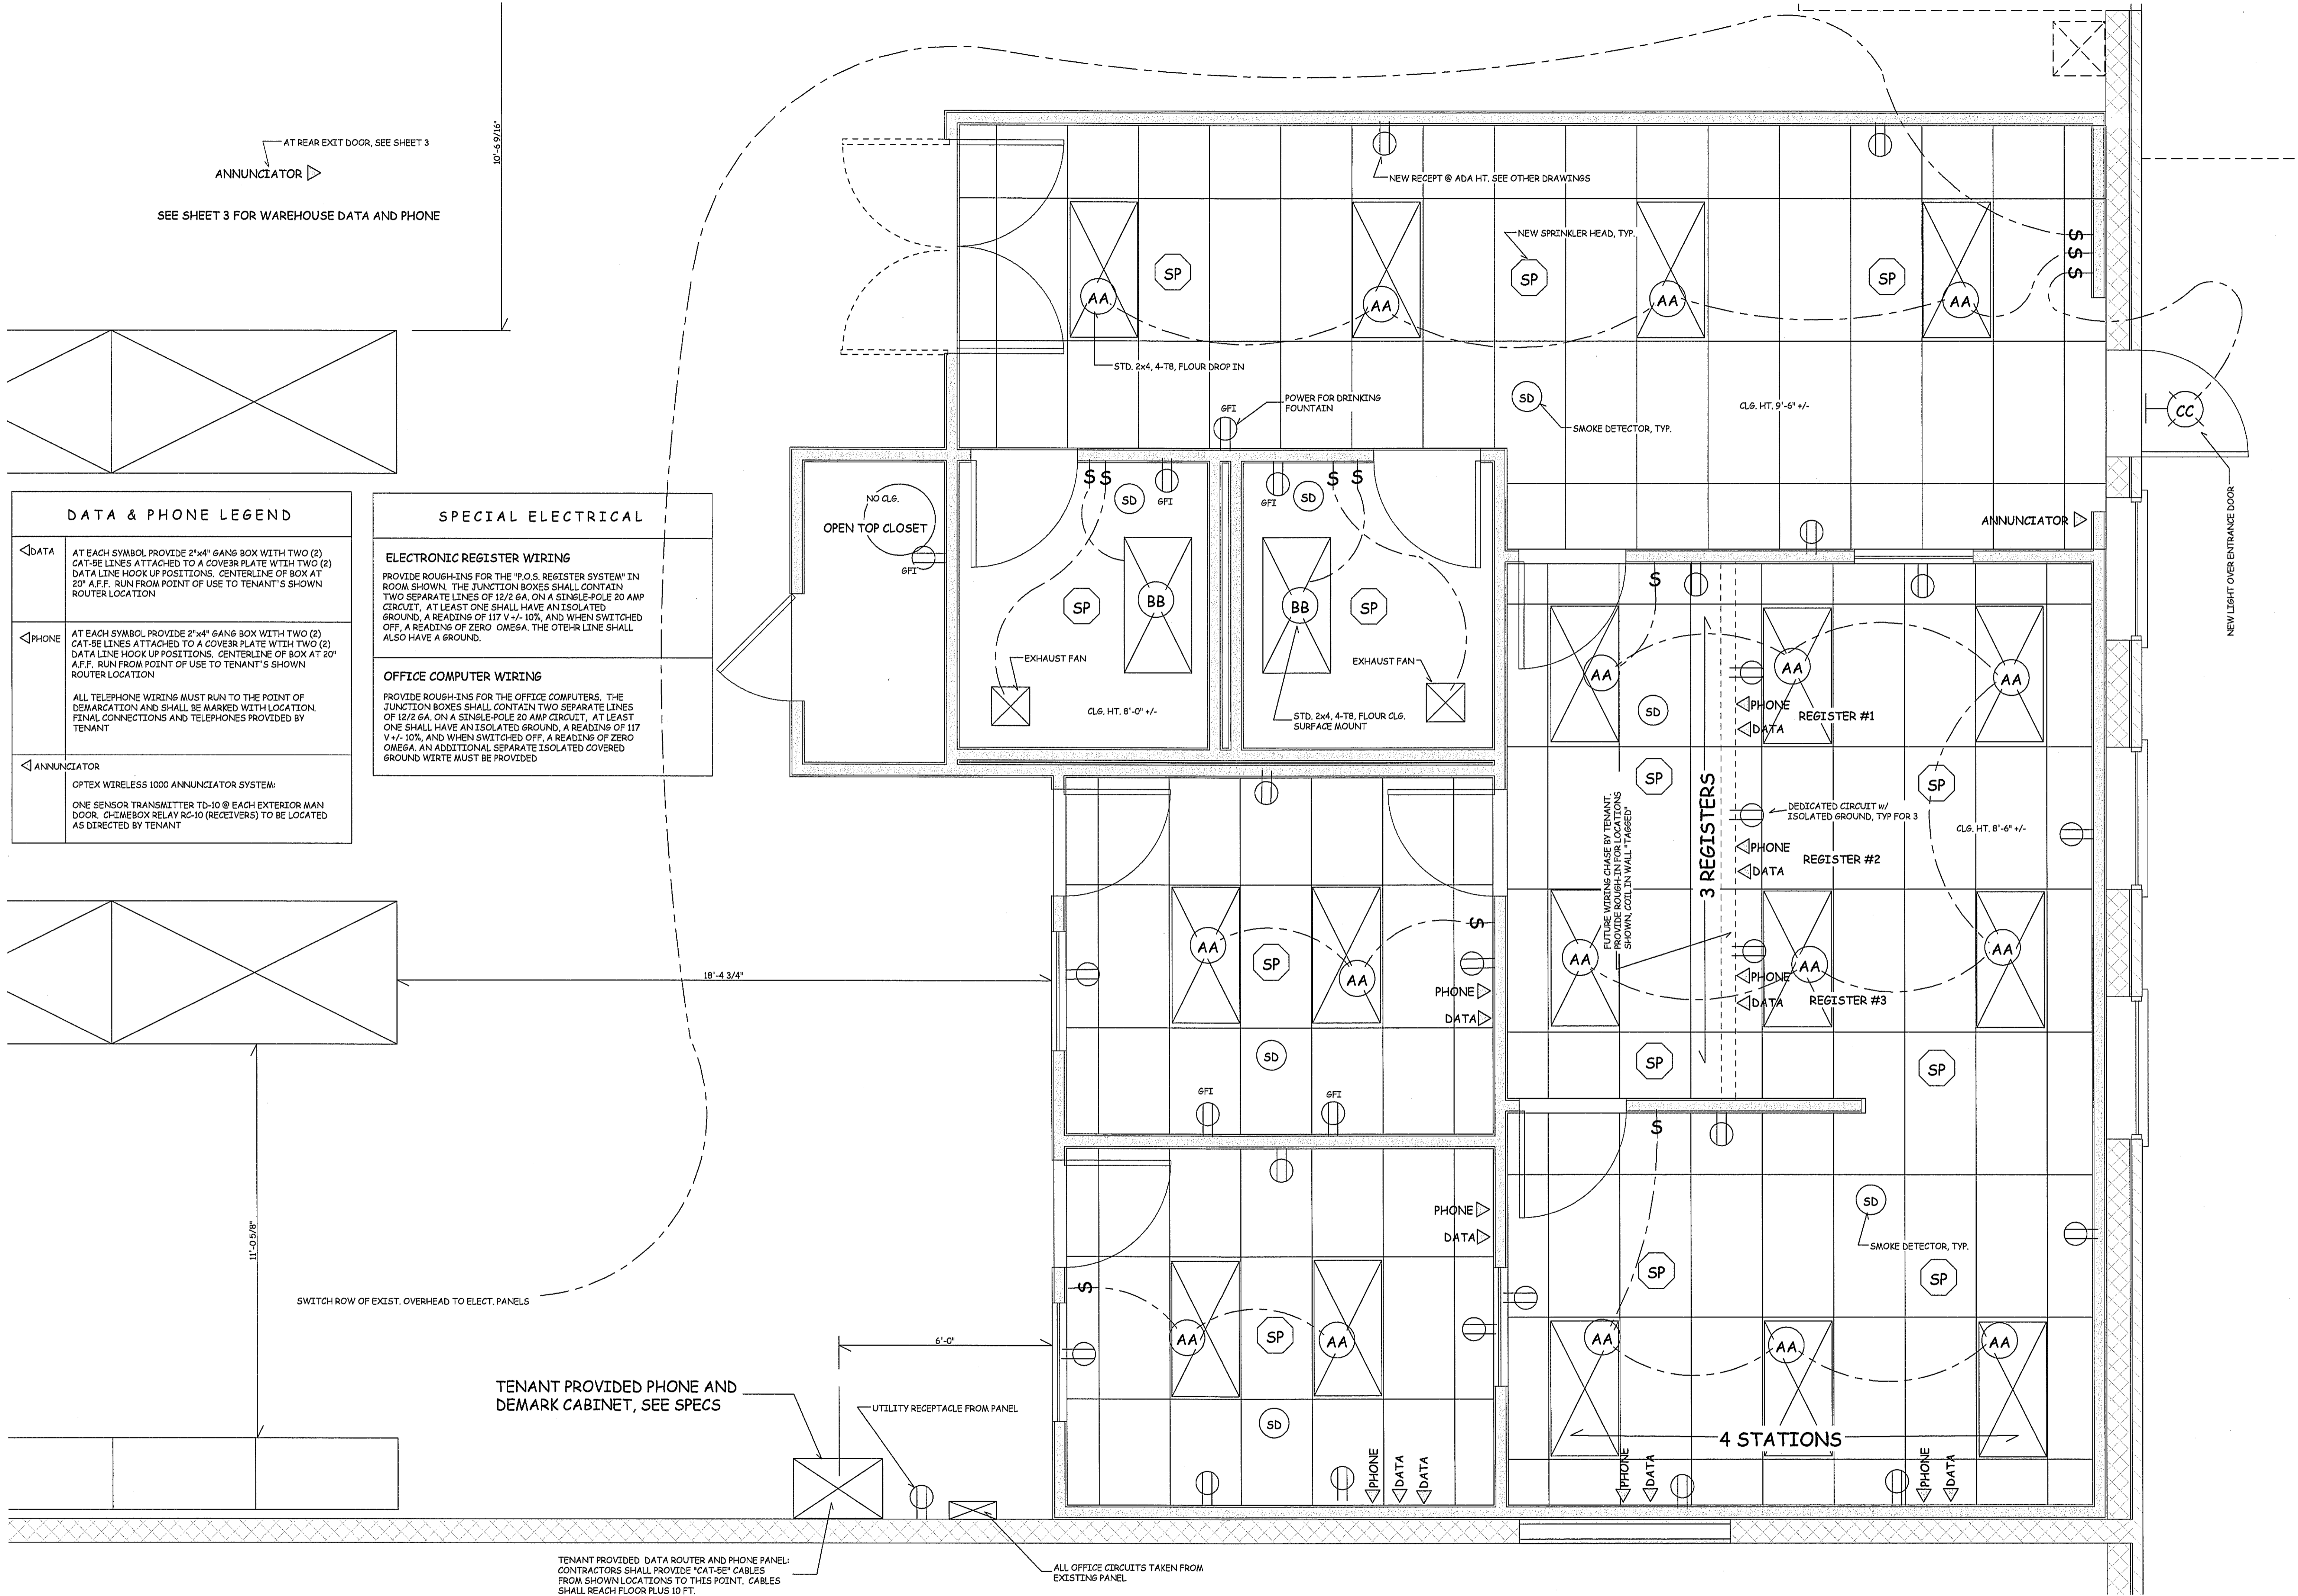 10'-6 9/16"
AT REAR EXIT DOOR, SEE SHEET 3
ANNUNCIATOR
SEE SHEET 3 FOR WAREHOUSE DATA AND PHONE
NEW RECEPT @ ADA HT. SEE OTHER DRAWINGS
NEW SPRINKLER HEAD, TYP.
S
S
S
SP
SP
SP
AA
AA
AA
AA
STD. 2x4, 4-T8, FLOUR DROP IN
GFI
POWER FOR DRINKING
FOUNTAIN
SD
SMOKE DETECTOR, TYP.
CLG. HT. 9'-6" +/-
CC
NEW LIGHT OVER ENTRANCE DOOR
ANNUNCIATOR
DATA & PHONE LEGEND
DATA
AT EACH SYMBOL PROVIDE 2"x4" GANG BOX WITH TWO (2)
CAT-5E LINES ATTACHED TO A COVE3R PLATE WTIH TWO (2)
DATA LINE HOOK UP POSITIONS. CENTERLINE OF BOX AT
20" A.F.F. RUN FROM POINT OF USE TO TENANT'S SHOWN
ROUTER LOCATION
PHONE
AT EACH SYMBOL PROVIDE 2"x4" GANG BOX WITH TWO (2)
CAT-5E LINES ATTACHED TO A COVE3R PLATE WTIH TWO (2)
DATA LINE HOOK UP POSITIONS. CENTERLINE OF BOX AT 20"
A.F.F. RUN FROM POINT OF USE TO TENANT'S SHOWN
ROUTER LOCATION
ALL TELEPHONE WIRING MUST RUN TO THE POINT OF
DEMARCATION AND SHALL BE MARKED WITH LOCATION.
FINAL CONNECTIONS AND TELEPHONES PROVIDED BY
TENANT
ANNUNCIATOR
OPTEX WIRELESS 1000 ANNUNCIATOR SYSTEM:
ONE SENSOR TRANSMITTER TD-10 @ EACH EXTERIOR MAN
DOOR. CHIMEBOX RELAY RC-10 (RECEIVERS) TO BE LOCATED
AS DIRECTED BY TENANT
SPECIAL ELECTRICAL
ELECTRONIC REGISTER WIRING
PROVIDE ROUGH-INS FOR THE "P.O.S. REGISTER SYSTEM" IN
ROOM SHOWN. THE JUNCTION BOXES SHALL CONTAIN
TWO SEPARATE LINES OF 12/2 GA. ON A SINGLE-POLE 20 AMP
CIRCUIT, AT LEAST ONE SHALL HAVE AN ISOLATED
GROUND, A READING OF 117 V +/- 10%, AND WHEN SWITCHED
OFF, A READING OF ZERO OMEGA. THE OTEHR LINE SHALL
ALSO HAVE A GROUND.
OFFICE COMPUTER WIRING
PROVIDE ROUGH-INS FOR THE OFFICE COMPUTERS. THE
JUNCTION BOXES SHALL CONTAIN TWO SEPARATE LINES
OF 12/2 GA. ON A SINGLE-POLE 20 AMP CIRCUIT, AT LEAST
ONE SHALL HAVE AN ISOLATED GROUND, A READING OF 117
V +/- 10%, AND WHEN SWITCHED OFF, A READING OF ZERO
OMEGA. AN ADDITIONAL SEPARATE ISOLATED COVERED
GROUND WIRTE MUST BE PROVIDED
NO CLG.
OPEN TOP CLOSET
GFI
S S
SD
GFI
SP
BB
EXHAUST FAN
CLG. HT. 8'-0" +/-
GFI
SD
S S
BB
SP
EXHAUST FAN
STD. 2x4, 4-T8, FLOUR CLG.
SURFACE MOUNT
S
AA
AA
AA
SD
PHONE
REGISTER #1
DATA
SP
SP
3 REGISTERS
FUTURE WIRING CHASE BY TENANT.
PROVIDE ROUGH-IN FOR LOCATIONS
SHOWN, COIL IN WALL "TAGGED"
DEDICATED CIRCUIT w/
ISOLATED GROUND, TYP FOR 3
CLG. HT. 8'-6" +/-
PHONE
REGISTER #2
DATA
AA
AA
AA
PHONE
REGISTER #3
DATA
SP
SP
18'-4 3/4"
AA
SP
AA
S
PHONE
DATA
SD
GFI
GFI
11'-0 5/8"
SWITCH ROW OF EXIST. OVERHEAD TO ELECT. PANELS
S
PHONE
DATA
AA
SP
AA
SD
PHONE
DATA
DATA
S
SD
SMOKE DETECTOR, TYP.
SP
SP
AA
AA
AA
4 STATIONS
PHONE
DATA
PHONE
DATA
6'-0"
TENANT PROVIDED PHONE AND
DEMARK CABINET, SEE SPECS
UTILITY RECEPTACLE FROM PANEL
TENANT PROVIDED DATA ROUTER AND PHONE PANEL:
CONTRACTORS SHALL PROVIDE "CAT-5E" CABLES
FROM SHOWN LOCATIONS TO THIS POINT. CABLES
SHALL REACH FLOOR PLUS 10 FT.
ALL OFFICE CIRCUITS TAKEN FROM
EXISTING PANEL